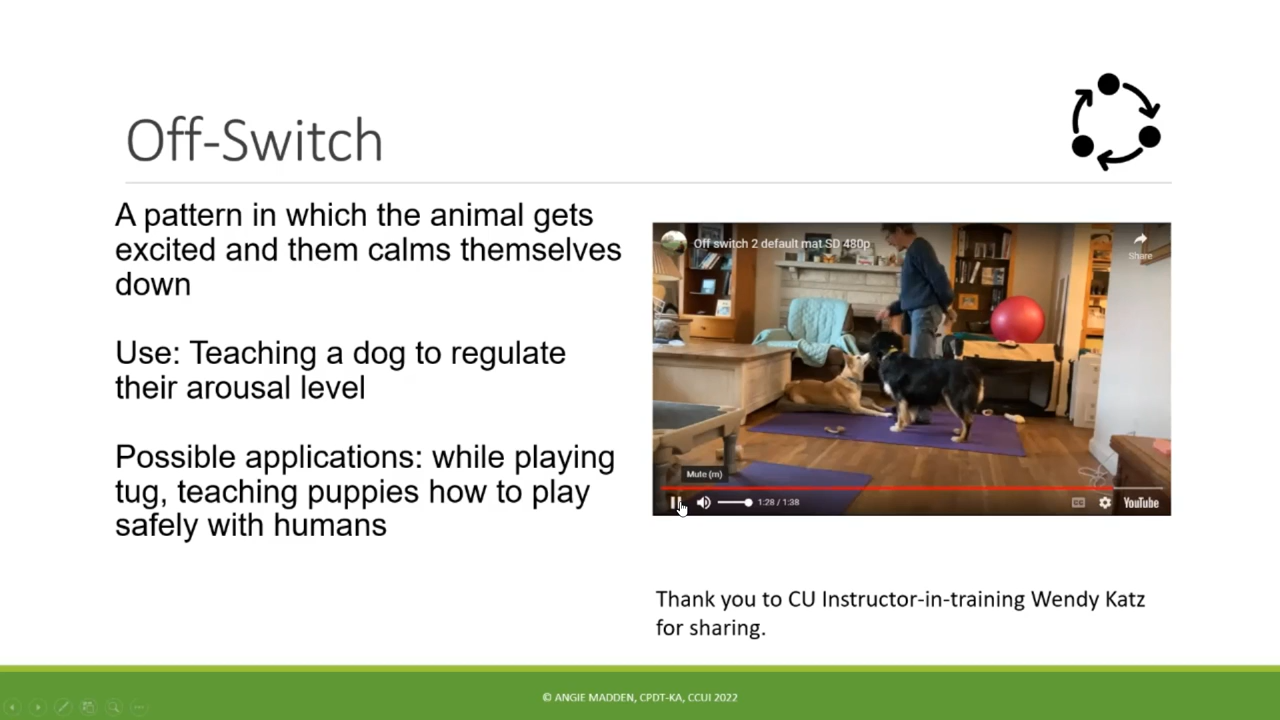 Off-Switch
A pattern in which the animal gets
excited and them calms themselves
down
Use: Teaching a dog to regulate
their arousal level
Possible applications: while playing
tug, teaching puppies how to play
safely with humans
Off switch 2 default mat SD 480p
Share
Mute (m)
1:28 / 1:38
CC
YouTube
Thank you to CU Instructor-in-training Wendy Katz
for sharing.
© ANGIE MADDEN, CPDT-KA, CCUI 2022